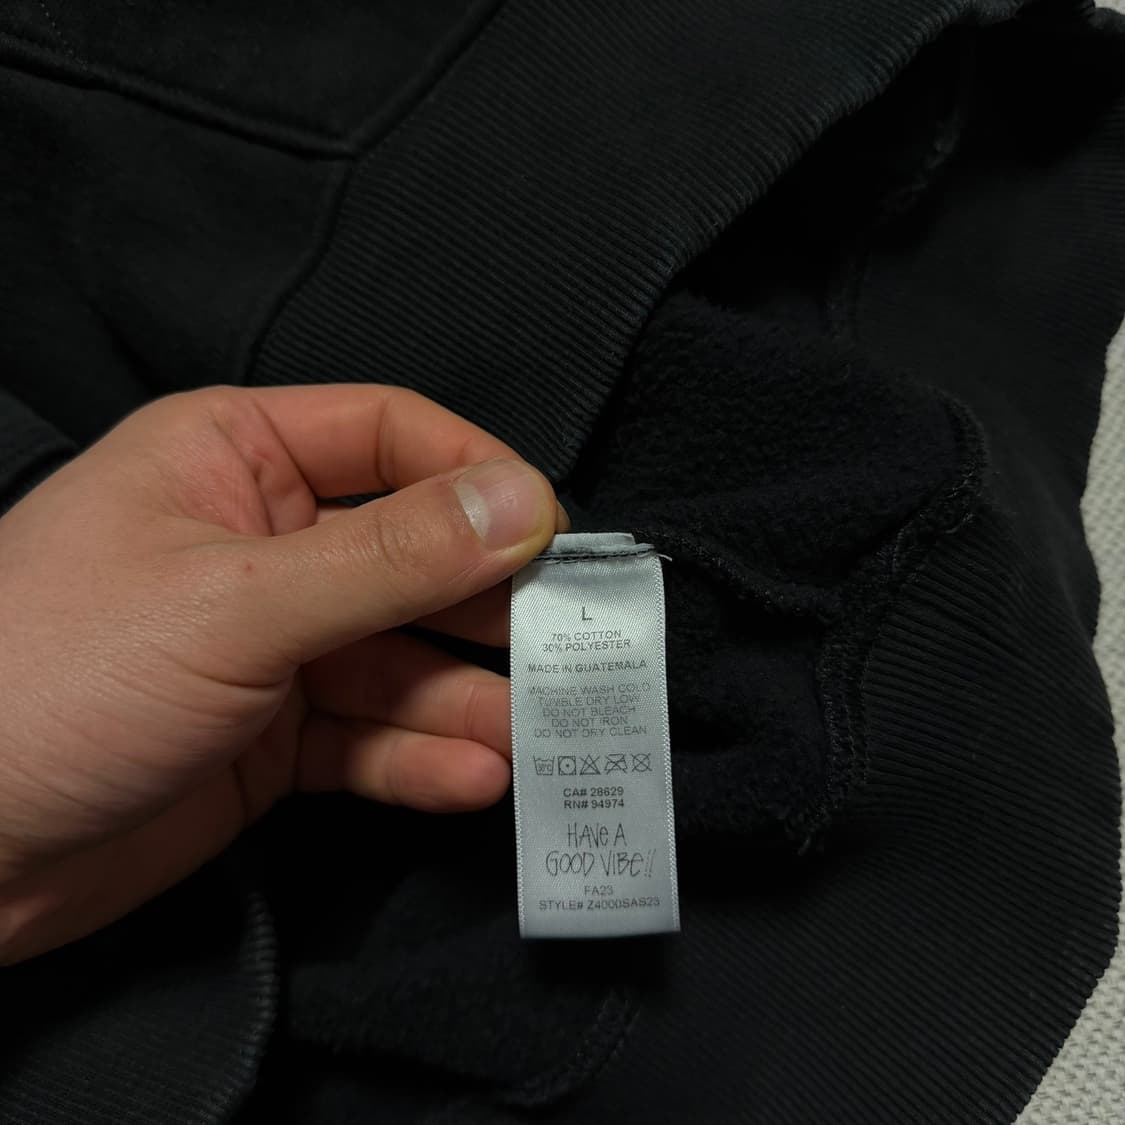 L
70% COTTON
30% POLYESTER
MADE IN GUATEMALA
MACHINE WASH COLD
TUMBLE DRY LOW
DO NOT BLEACH
DO NOT IRON
DO NOT DRY CLEAN
30°C
CA# 28629
RN# 94974
HAVE A
GOOD VIBE!!
FA23
STYLE# Z4000SAS23